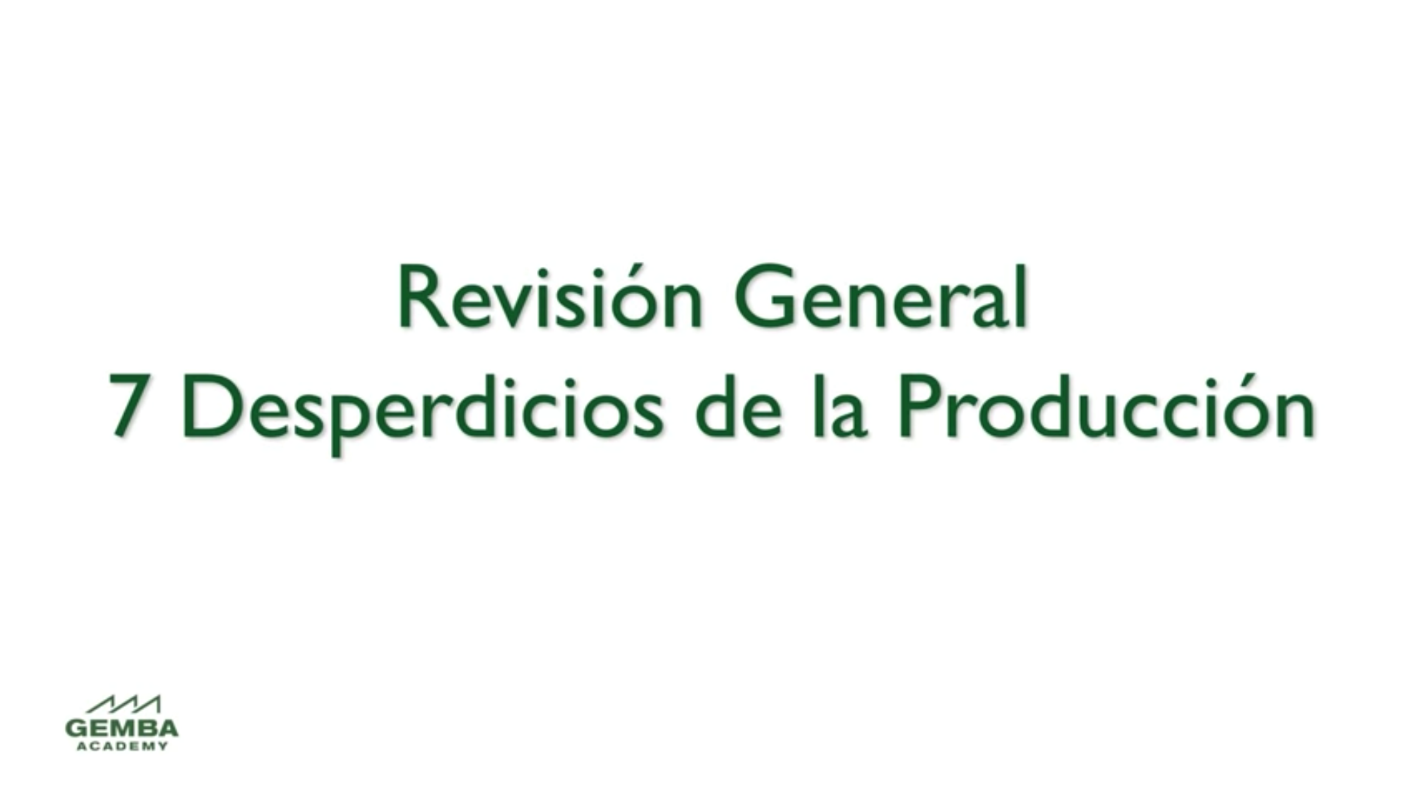 Revisión General
7 Desperdicios de la Producción
GEMBA
ACADEMY